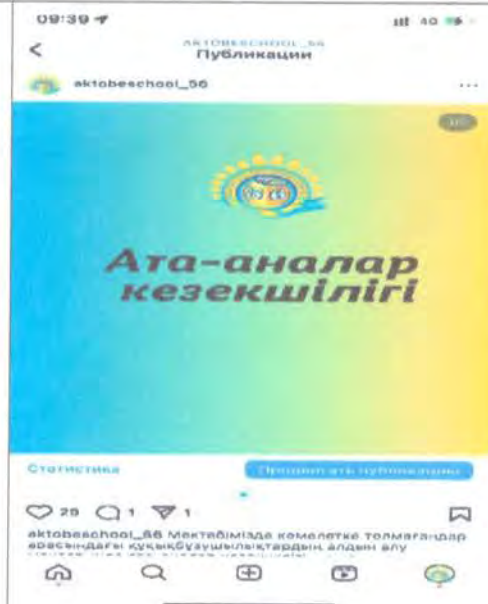 09:39
4G
AKTOBESCHOOL_56
Публикации
aktobeschool_56
Ата-аналар
кезекшілігі
Статистика
Продвигать публикацию
29 1 1
aktobeschool_56 Мектебімізде кәмелетке толмағандар
арасындағы құқықбұзушылықтардың алдын алу